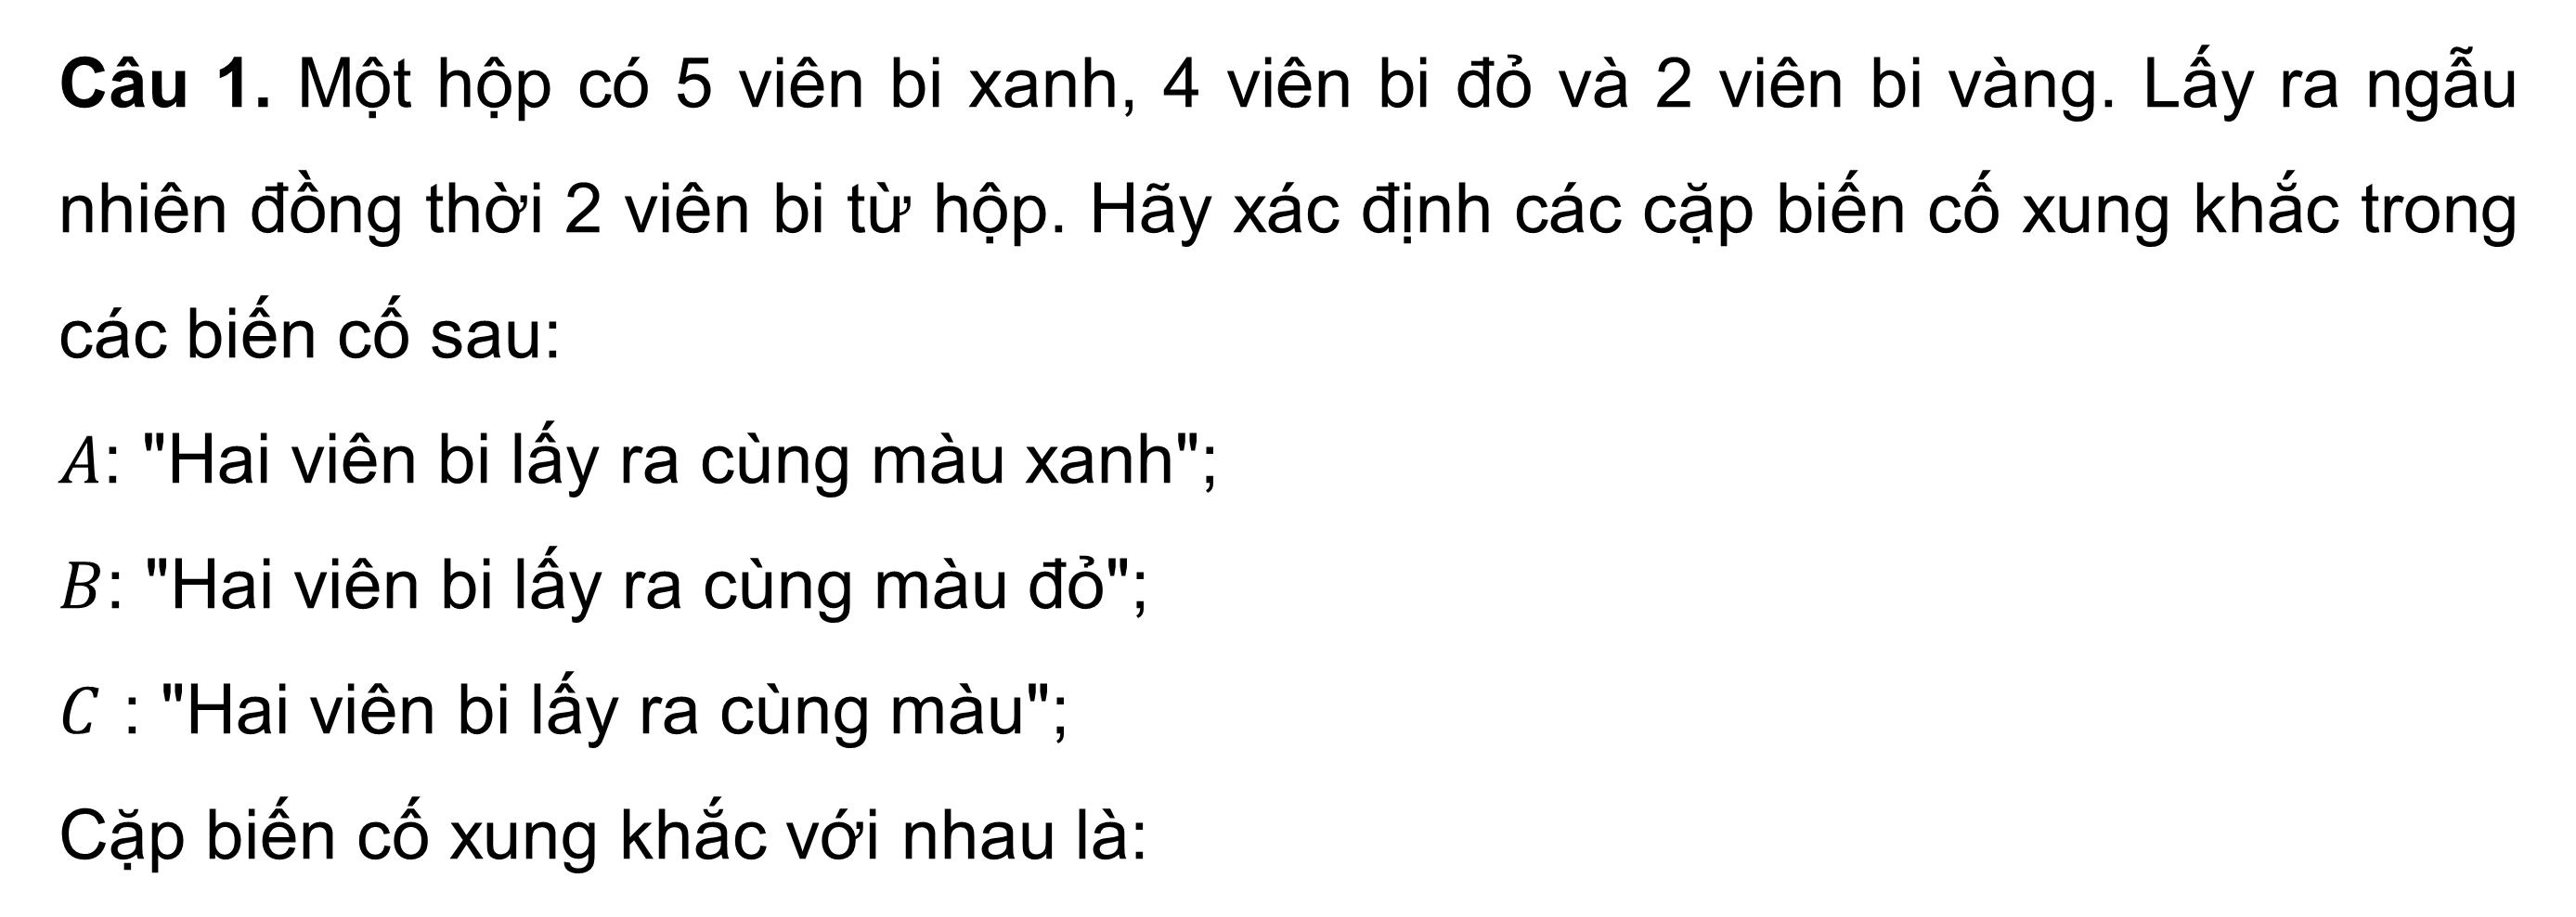 Câu 1. Một hộp có 5 viên bi xanh, 4 viên bi đỏ và 2 viên bi vàng. Lấy ra ngẫu
nhiên đồng thời 2 viên bi từ hộp. Hãy xác định các cặp biến cố xung khắc trong
các biến cố sau:
A: "Hai viên bi lấy ra cùng màu xanh";
B: "Hai viên bi lấy ra cùng màu đỏ";
C : "Hai viên bi lấy ra cùng màu";
Cặp biến cố xung khắc với nhau là: